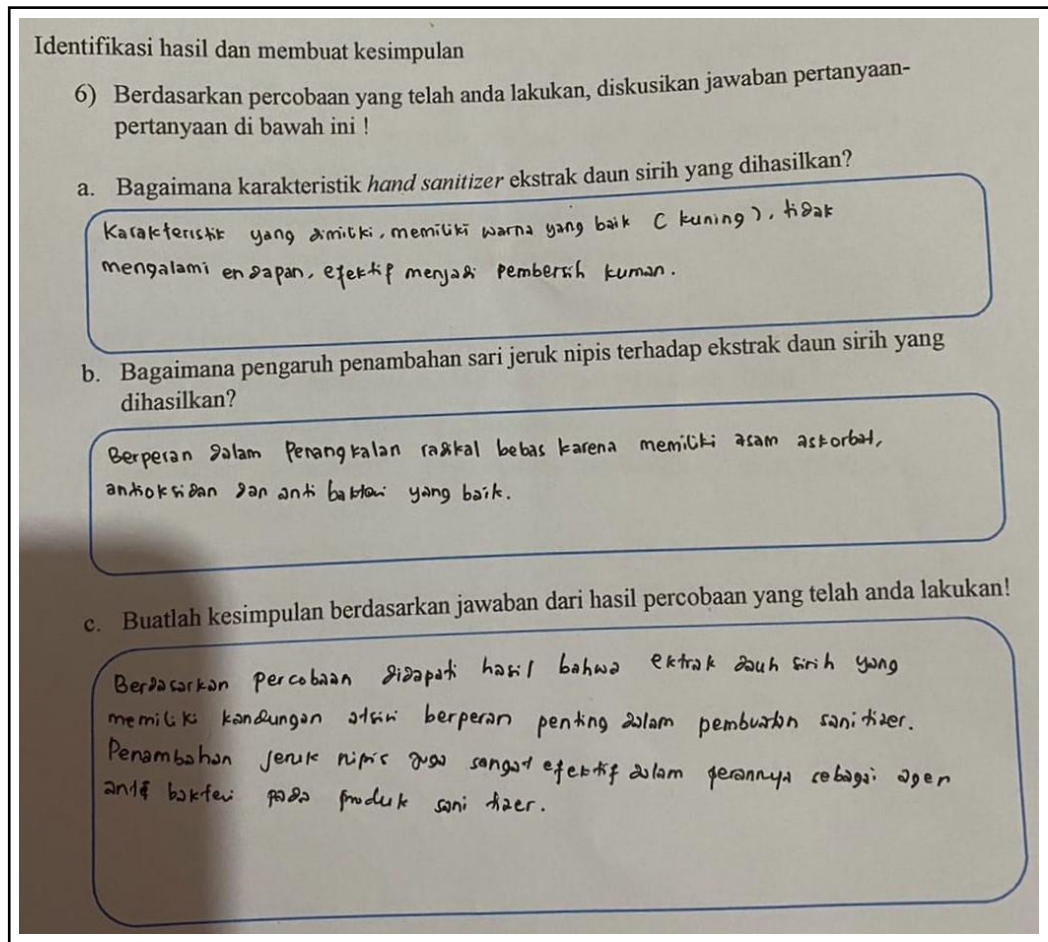 Identifikasi hasil dan membuat kesimpulan
6) Berdasarkan percobaan yang telah anda lakukan, diskusikan jawaban pertanyaan-
pertanyaan di bawah ini !
a. Bagaimana karakteristik hand sanitizer ekstrak daun sirih yang dihasilkan?
Karakteristik yang dimiliki, memiliki warna yang baik ( kuning ), tidak
mengalami endapan, efektif menjadi pembersih kuman.
b. Bagaimana pengaruh penambahan sari jeruk nipis terhadap ekstrak daun sirih yang
dihasilkan?
Berperan dalam Penangkalan radikal bebas karena memiliki asam askorbat,
antioksidan dan anti bakteri yang baik.
c. Buatlah kesimpulan berdasarkan jawaban dari hasil percobaan yang telah anda lakukan!
Berdasarkan percobaan didapati hasil bahwa ektrak dauh sirih yang
memiliki kandungan atsiri berperan penting dalam pembuatan sanitizer.
Penambahan jeruk nipis juga sangat efektif dalam perannya sebagai agen
anti bakteri pada produk sanitizer.